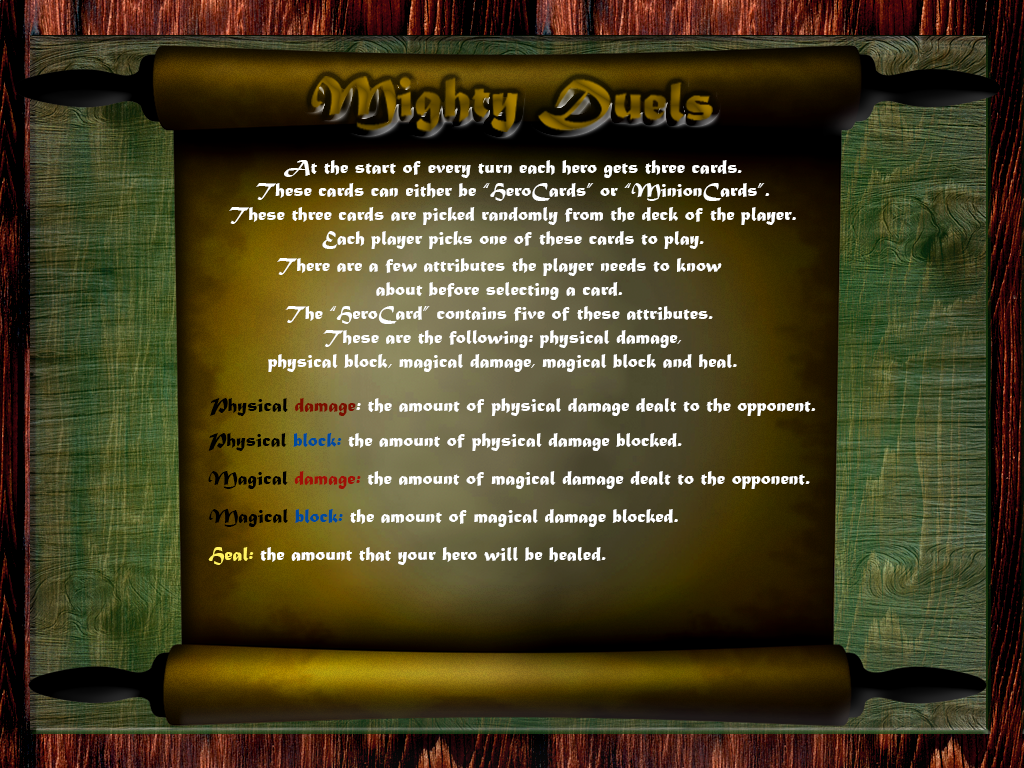 Mighty Duels
At the start of every turn each hero gets three cards.
These cards can either be “HeroCards” or “MinionCards”.
These three cards are picked randomly from the deck of the player.
Each player picks one of these cards to play.
There are a few attributes the player needs to know
about before selecting a card.
The “HeroCard” contains five of these attributes.
These are the following: physical damage,
physical block, magical damage, magical block and heal.
Physical damage: the amount of physical damage dealt to the opponent.
Physical block: the amount of physical damage blocked.
Magical damage: the amount of magical damage dealt to the opponent.
Magical block: the amount of magical damage blocked.
Heal: the amount that your hero will be healed.